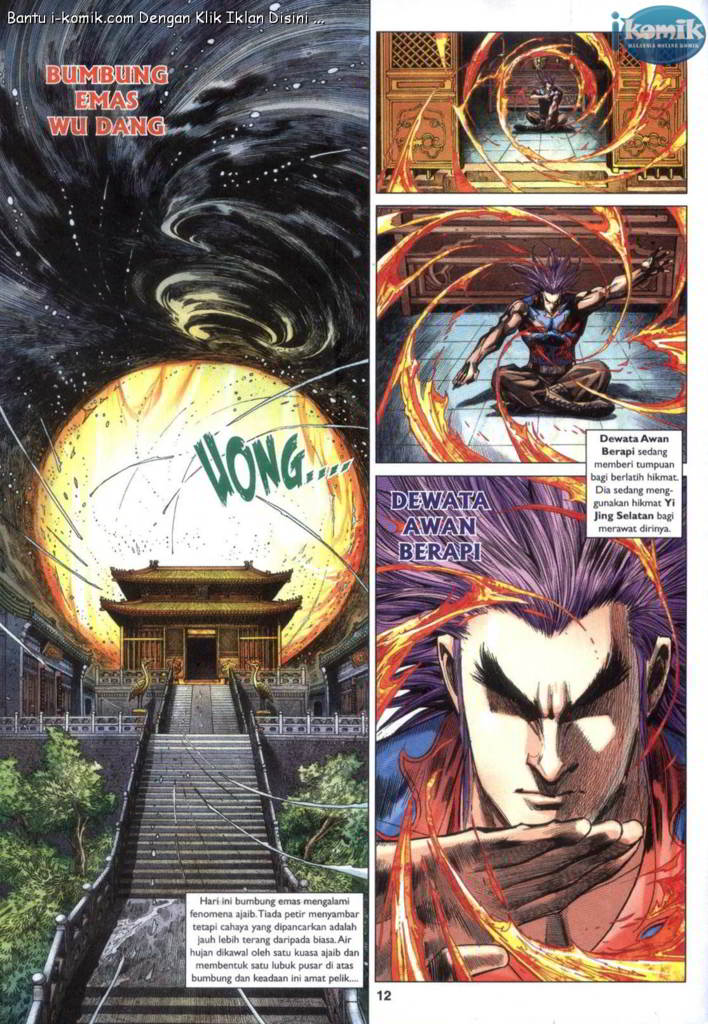 Bantu i-komik.com Dengan Klik Iklan Disini ...
i komik
MALAYSIA ONLINE KOMIK
BUMBUNG
EMAS
WU DANG
UONG....
Hari ini bumbung emas mengalami
fenomena ajaib. Tiada petir menyambar
tetapi cahaya yang dipancarkan adalah
jauh lebih terang daripada biasa. Air
hujan dikawal oleh satu kuasa ajaib dan
membentuk satu lubuk pusar di atas
bumbung dan keadaan ini amat pelik....
Dewata Awan
Berapi sedang
memberi tumpuan
bagi berlatih hikmat.
Dia sedang meng-
gunakan hikmat Yi
Jing Selatan bagi
merawat dirinya.
DEWATA
AWAN
BERAPI
12